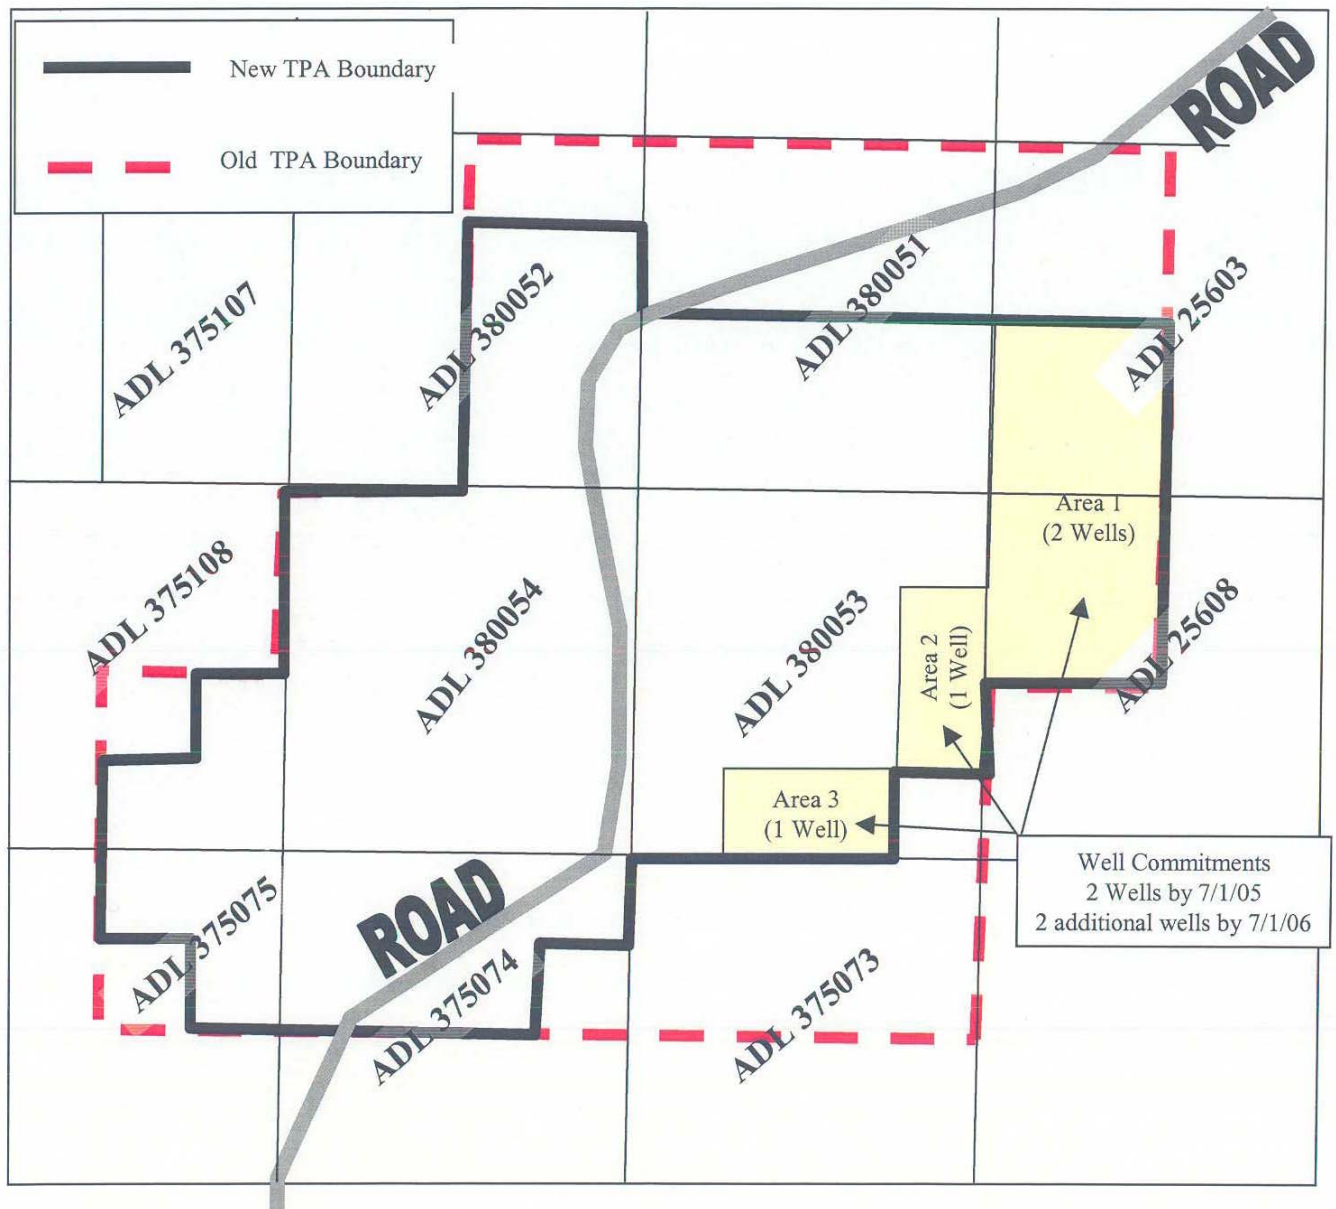 New TPA Boundary
Old TPA Boundary
ROAD
ADL 375107
ADL 380052
ADL 380051
ADL 25603
Area 1
(2 Wells)
ADL 375108
ADL 380054
ADL 380053
Area 2
(1 Well)
ADL 25608
Area 3
(1 Well)
Well Commitments
2 Wells by 7/1/05
2 additional wells by 7/1/06
ADL 375075
ROAD
ADL 375074
ADL 375073